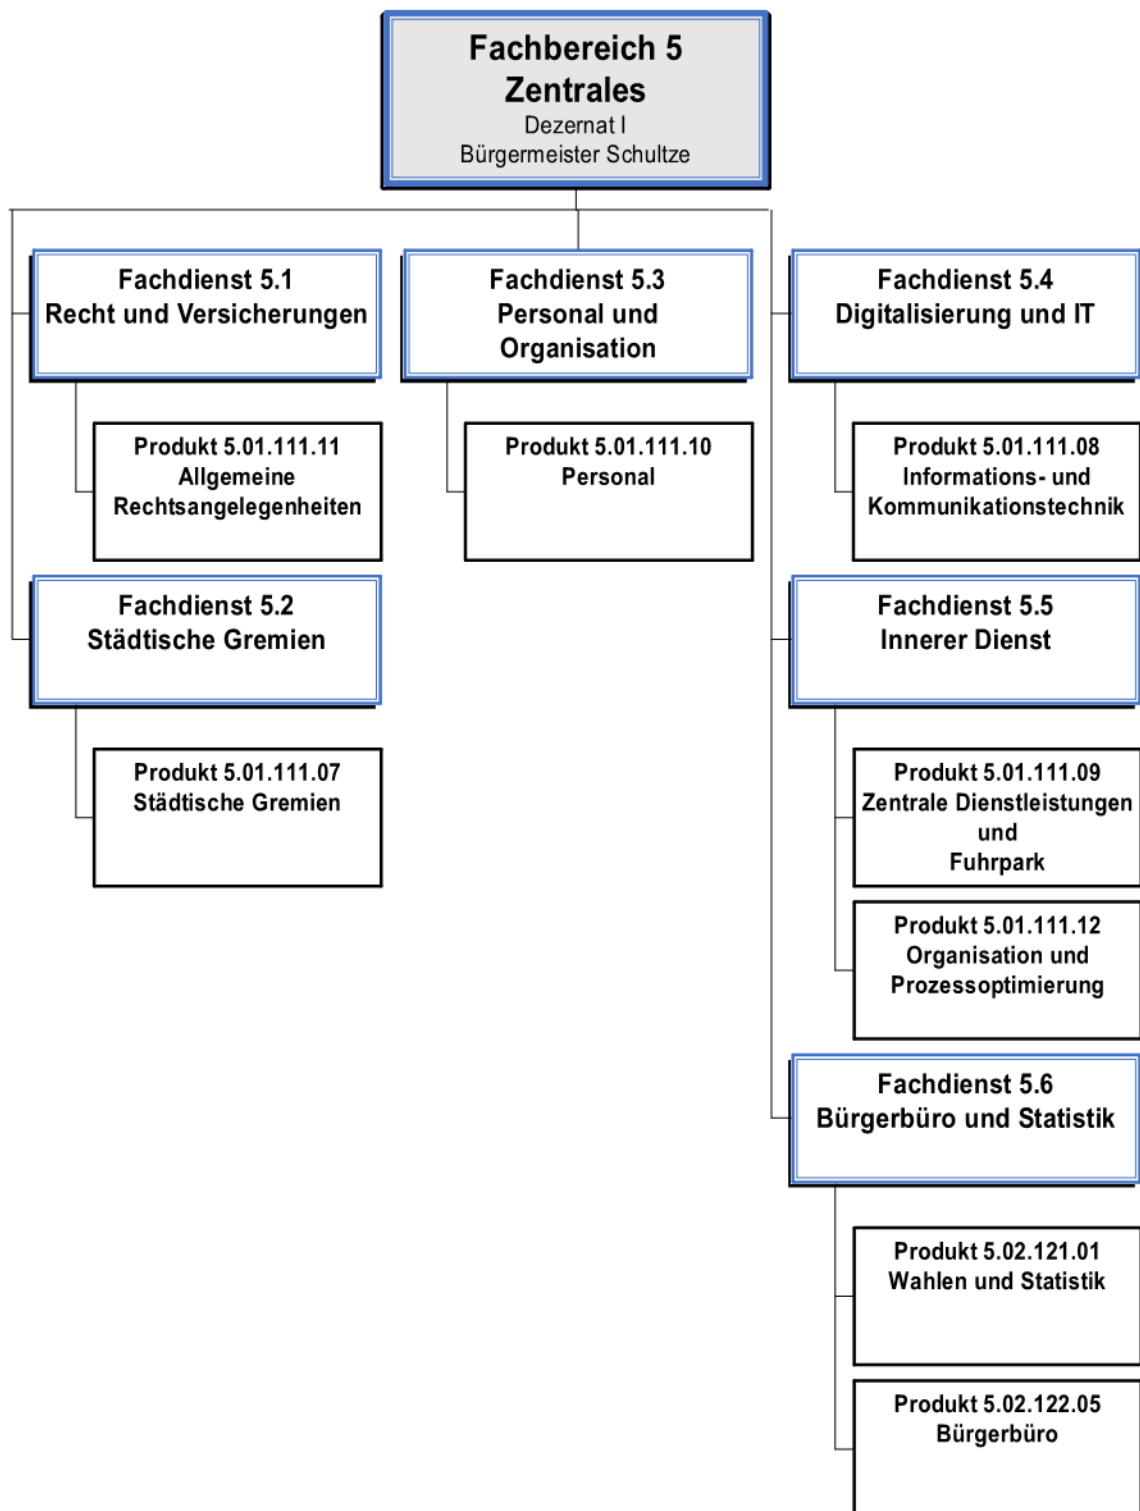 Fachbereich 5
Zentrales
Dezernat I
Bürgermeister Schultze
Fachdienst 5.1
Recht und Versicherungen
Produkt 5.01.111.11
Allgemeine
Rechtsangelegenheiten
Fachdienst 5.2
Städtische Gremien
Produkt 5.01.111.07
Städtische Gremien
Fachdienst 5.3
Personal und
Organisation
Produkt 5.01.111.10
Personal
Fachdienst 5.4
Digitalisierung und IT
Produkt 5.01.111.08
Informations- und
Kommunikationstechnik
Fachdienst 5.5
Innerer Dienst
Produkt 5.01.111.09
Zentrale Dienstleistungen
und
Fuhrpark
Produkt 5.01.111.12
Organisation und
Prozessoptimierung
Fachdienst 5.6
Bürgerbüro und Statistik
Produkt 5.02.121.01
Wahlen und Statistik
Produkt 5.02.122.05
Bürgerbüro